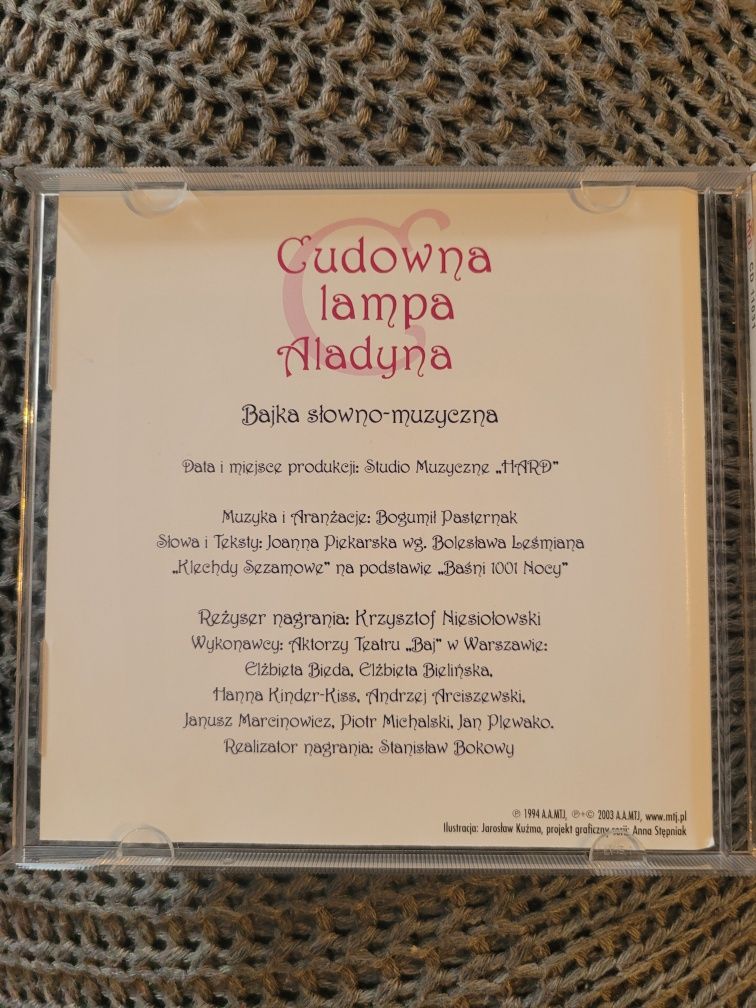 Cudowna
lampa
Aladyna
Bajka słowno-muzyczna
Data i miejsce produkcji: Studio Muzyczne „HARD”
Muzyka i Aranżacje: Bogumił Pasternak
Słowa i Teksty: Joanna Piekarska wg. Bolesława Leśmiana
„Klechdy Sezamowe” na podstawie „Baśni 1001 Nocy”
Reżyser nagrania: Krzysztof Niesiołowski
Wykonawcy: Aktorzy Teatru „Baj” w Warszawie:
Elżbieta Bieda, Elżbieta Bielińska,
Hanna Kinder-Kiss, Andrzej Arciszewski,
Janusz Marcinowicz, Piotr Michalski, Jan Plewako.
Realizator nagrania: Stanisław Bokowy
℗ 1994 A.A.MTJ, ℗+© 2003 A.A.MTJ, www.mtj.pl
Ilustracja: Jarosław Kuźma, projekt graficzny serii: Anna Stępniak